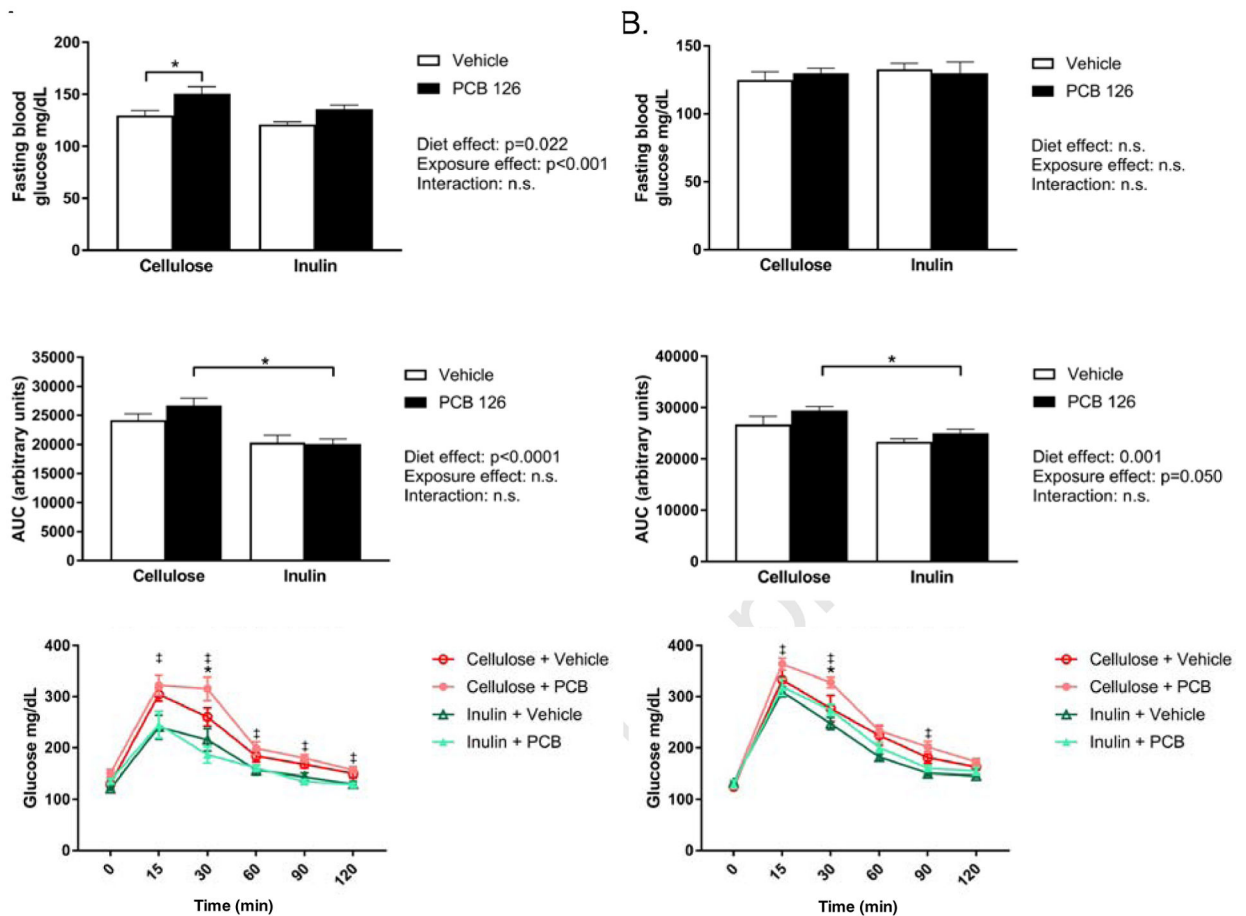 B.
200
150
100
50
0
Fasting blood
glucose mg/dL
*
Cellulose
Inulin
Vehicle
PCB 126
Diet effect: p=0.022
Exposure effect: p<0.001
Interaction: n.s.
150
100
50
0
Fasting blood
glucose mg/dL
Cellulose
Inulin
Vehicle
PCB 126
Diet effect: n.s.
Exposure effect: n.s.
Interaction: n.s.
35000
30000
25000
20000
15000
10000
5000
0
AUC (arbitrary units)
*
Cellulose
Inulin
Vehicle
PCB 126
Diet effect: p<0.0001
Exposure effect: n.s.
Interaction: n.s.
40000
30000
20000
10000
0
AUC (arbitrary units)
*
Cellulose
Inulin
Vehicle
PCB 126
Diet effect: 0.001
Exposure effect: p=0.050
Interaction: n.s.
400
300
200
100
0
Glucose mg/dL
‡ ‡ ‡ ‡ ‡
*
0 15 30 60 90 120
Time (min)
Cellulose + Vehicle
Cellulose + PCB
Inulin + Vehicle
Inulin + PCB
400
300
200
100
0
Glucose mg/dL
‡ ‡ ‡
*
0 15 30 60 90 120
Time (min)
Cellulose + Vehicle
Cellulose + PCB
Inulin + Vehicle
Inulin + PCB